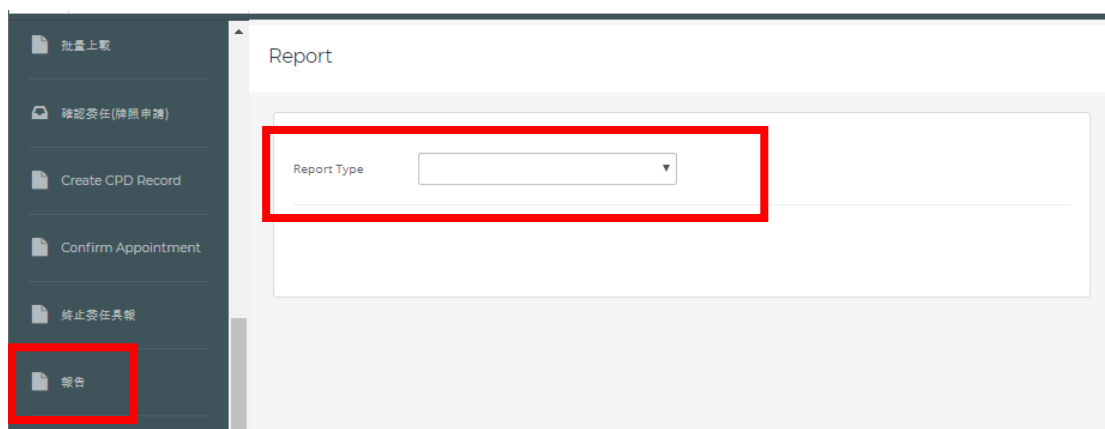 批量上載
Report
確認委任(牌照申請)
Report Type
Create CPD Record
Confirm Appointment
終止委任具報
報告